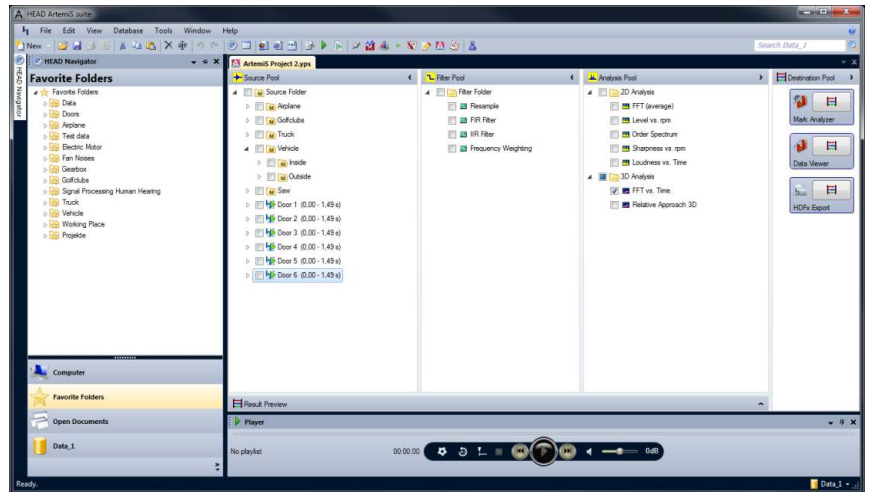 HEAD ArtemiS suite
File Edit View Database Tools Window Help
New
Search Data_1
HEAD Navigator
HEAD Navigator
Favorite Folders
Favorite Folders
Data
Doors
Airplane
Test data
Electric Motor
Fan Noises
Gearbox
Golfclubs
Signal Processing Human Hearing
Truck
Vehicle
Working Place
Projekte
Computer
Favorite Folders
Open Documents
Data_1
ArtemiS Project 2.yps
Source Pool
Source Folder
Airplane
Golfclubs
Truck
Vehicle
Inside
Outside
Saw
Door 1 (0,00 - 1,49 s)
Door 2 (0,00 - 1,49 s)
Door 3 (0,00 - 1,49 s)
Door 4 (0,00 - 1,49 s)
Door 5 (0,00 - 1,49 s)
Door 6 (0,00 - 1,49 s)
Filter Pool
Filter Folder
Resample
FIR Filter
IIR Filter
Frequency Weighting
Analysis Pool
2D Analysis
FFT (average)
Level vs. rpm
Order Spectrum
Sharpness vs. rpm
Loudness vs. Time
3D Analysis
FFT vs. Time
Relative Approach 3D
Destination Pool
Mark Analyzer
Data Viewer
HDFx Export
Result Preview
Player
No playlist
00:00.00
0dB
Ready.
Data_1